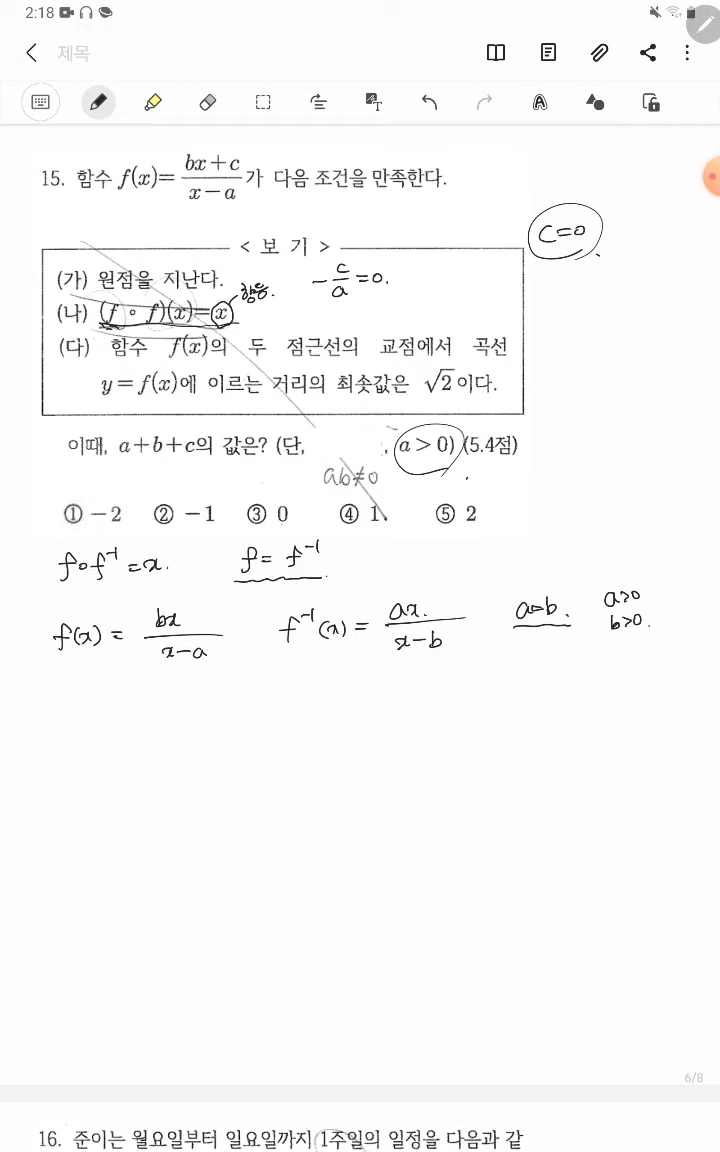 2:18
제목
15. 함수 f(x)=\frac{bx+c}{x-a}가 다음 조건을 만족한다.
c=0
< 보 기 >
(가) 원점을 지난다. -\frac{c}{a}=0.
항등.
(나) (f∘f)(x)=x
(다) 함수 f(x)의 두 점근선의 교점에서 곡선
y=f(x)에 이르는 거리의 최솟값은 √2이다.
이때, a+b+c의 값은? (단, , a>0) (5.4점)
ab≠0
① -2 ② -1 ③ 0 ④ 1 ⑤ 2
f∘f⁻¹=x. f=f⁻¹
f(x)=\frac{bx}{x-a} f⁻¹(x)=\frac{ax.}{x-b} a=b. a>0
b>0.
6/8
16. 준이는 월요일부터 일요일까지 1주일의 일정을 다음과 같